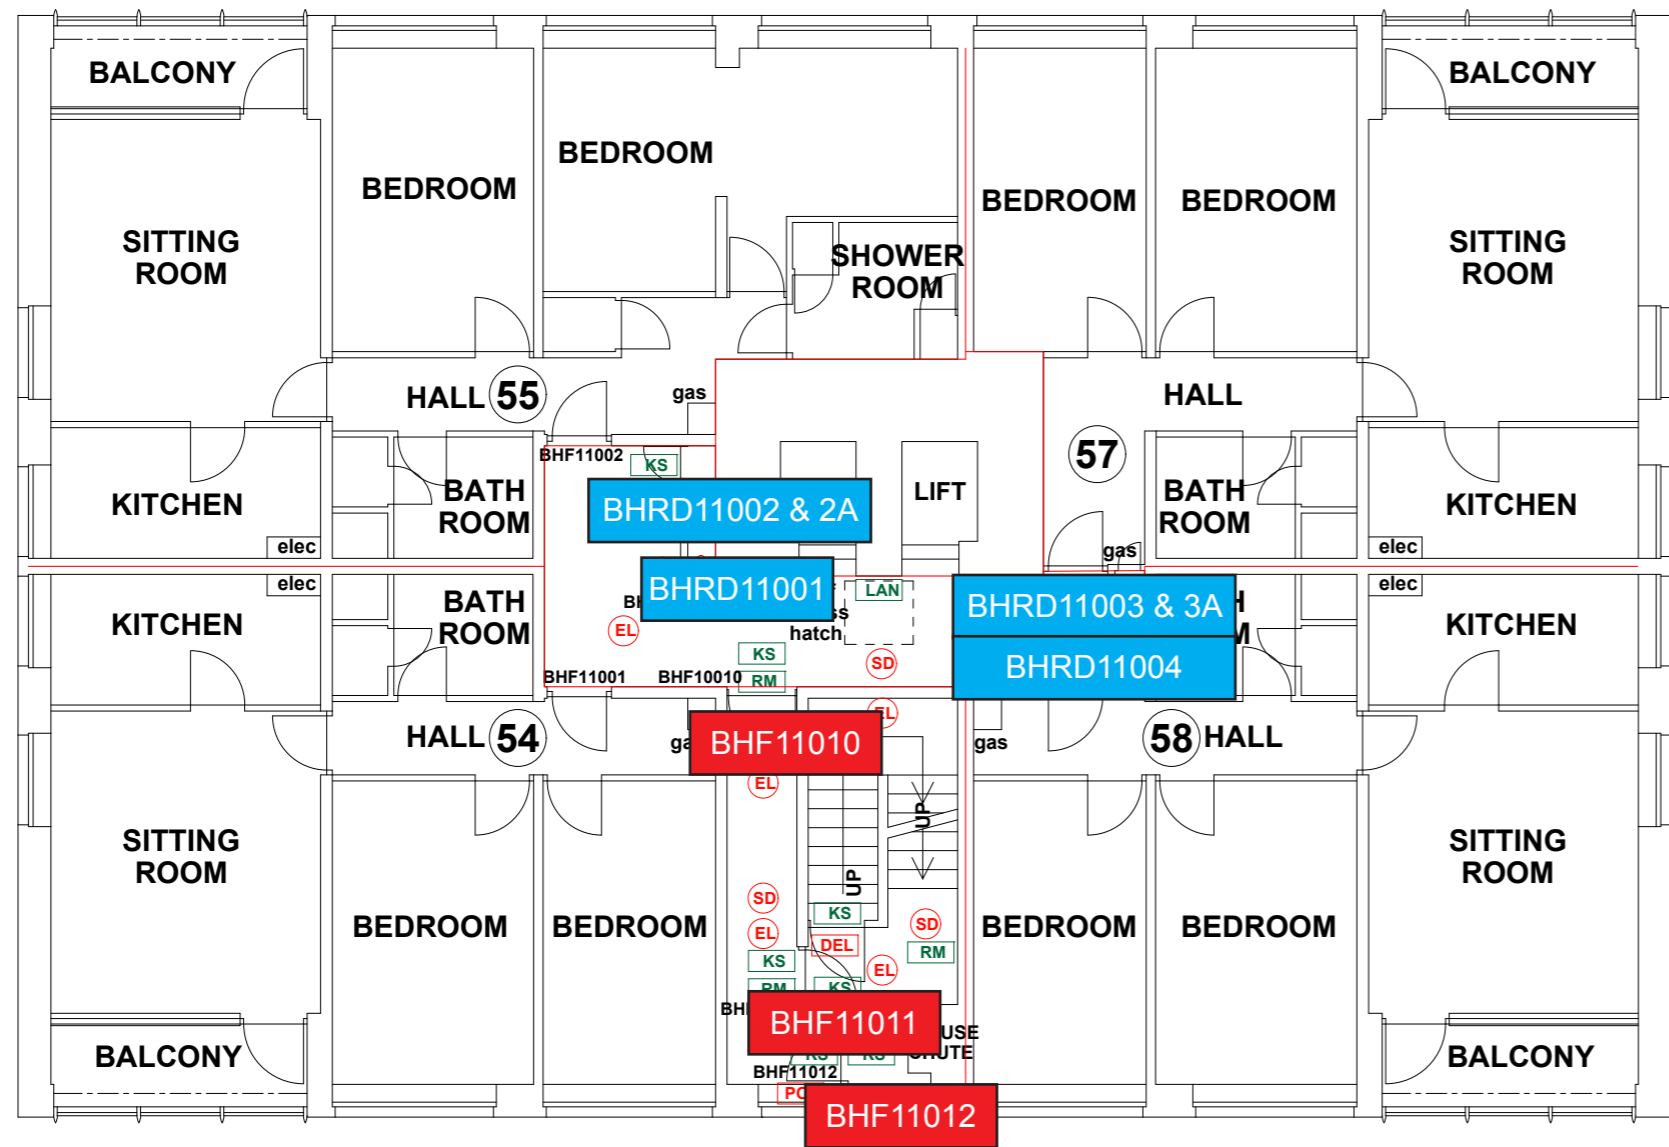 BALCONY
BALCONY
BEDROOM
BEDROOM
BEDROOM
BEDROOM
SITTING
ROOM
SHOWER
ROOM
SITTING
ROOM
HALL 55
gas
HALL
57
BHF11002
KS
LIFT
KITCHEN
BATH
ROOM
BATH
ROOM
KITCHEN
BHRD11002 & 2A
elec
gas
elec
elec
elec
BHRD11001
LAN
BHRD11003 & 3A
KITCHEN
BATH
ROOM
EL
hatch
KITCHEN
KS
SD
BHRD11004
BHF11001
BHF10010
RM
EL
HALL 54
BHF11010
gas
58 HALL
EL
UP
SITTING
ROOM
SITTING
ROOM
UP
SD
KS
SD
BEDROOM
BEDROOM
EL
DEL
RM
BEDROOM
BEDROOM
KS
EL
RM
KS
BHF11011
BALCONY
KS
KS
BALCONY
BHF11012
BHF11012